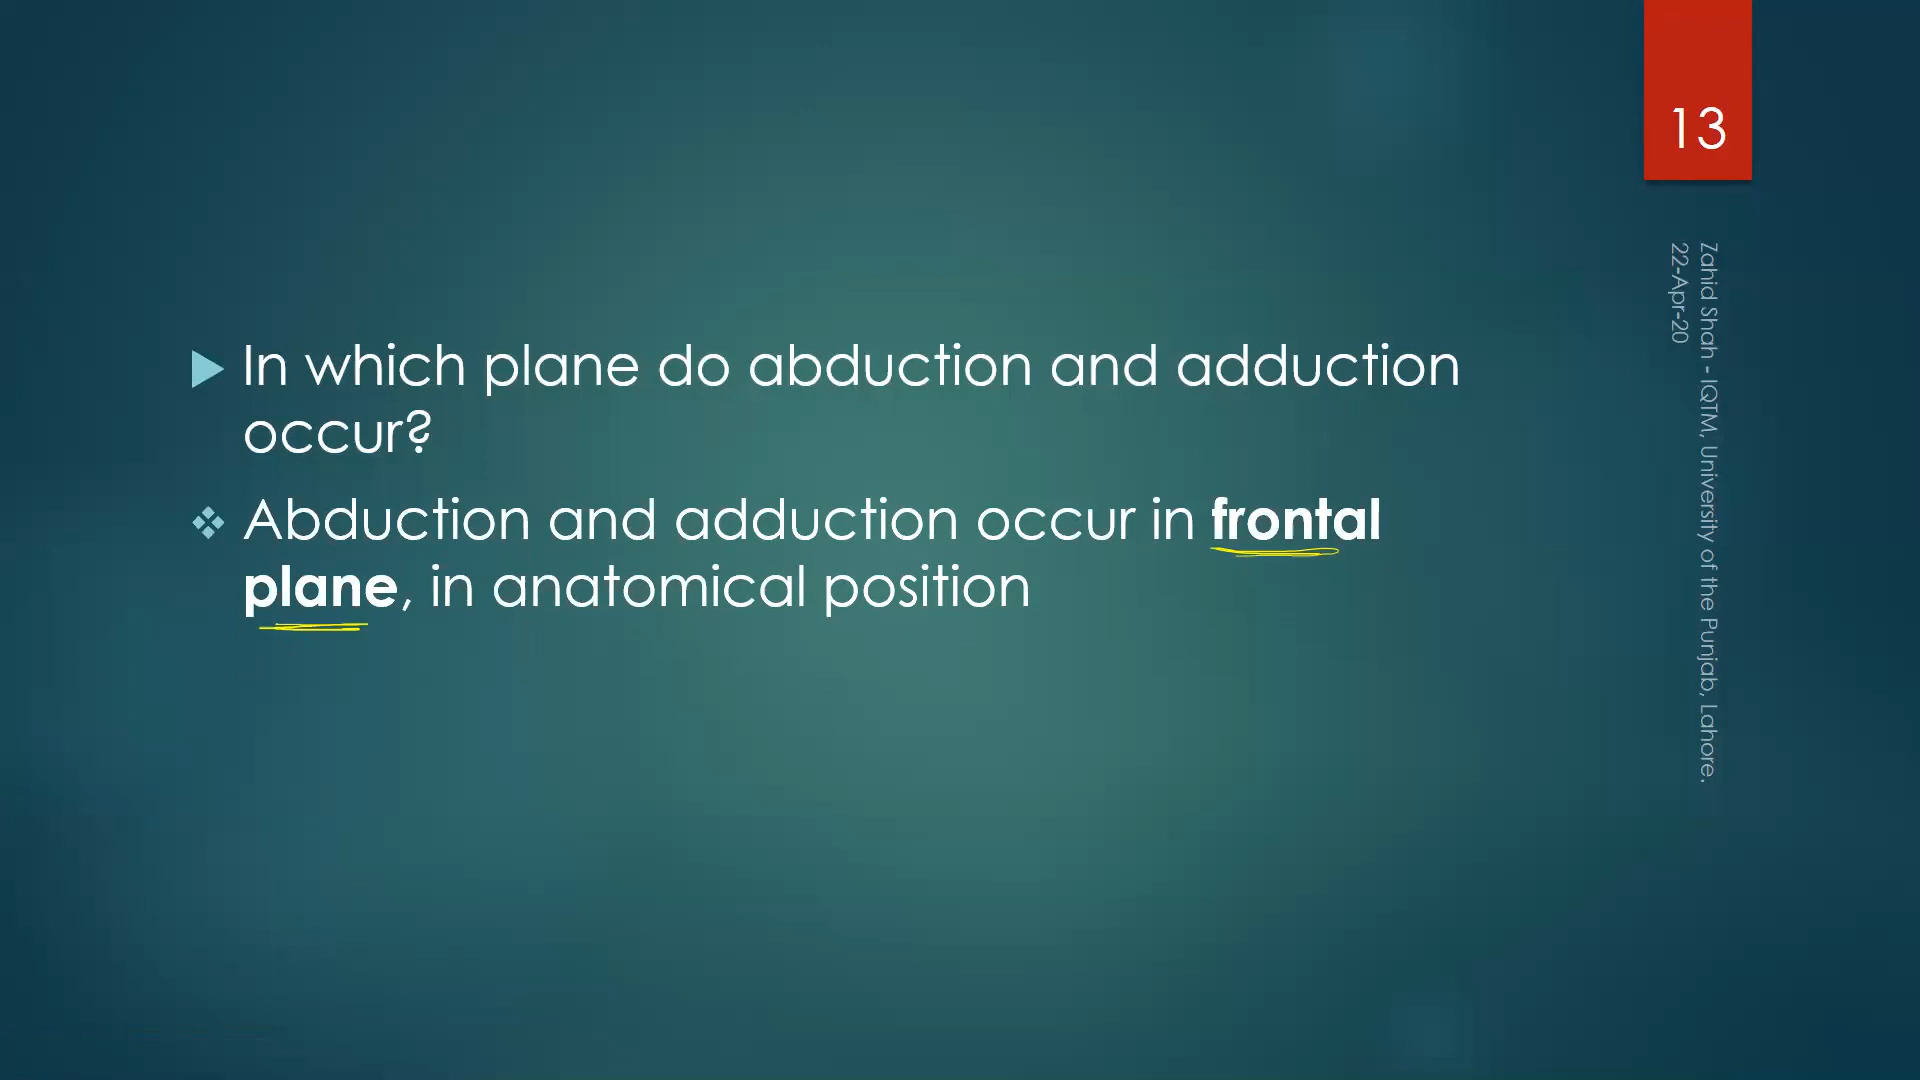 13
In which plane do abduction and adduction
occur?
Abduction and adduction occur in frontal
plane, in anatomical position
Zahid Shah - IQTM, University of the Punjab, Lahore.
22-Apr-20